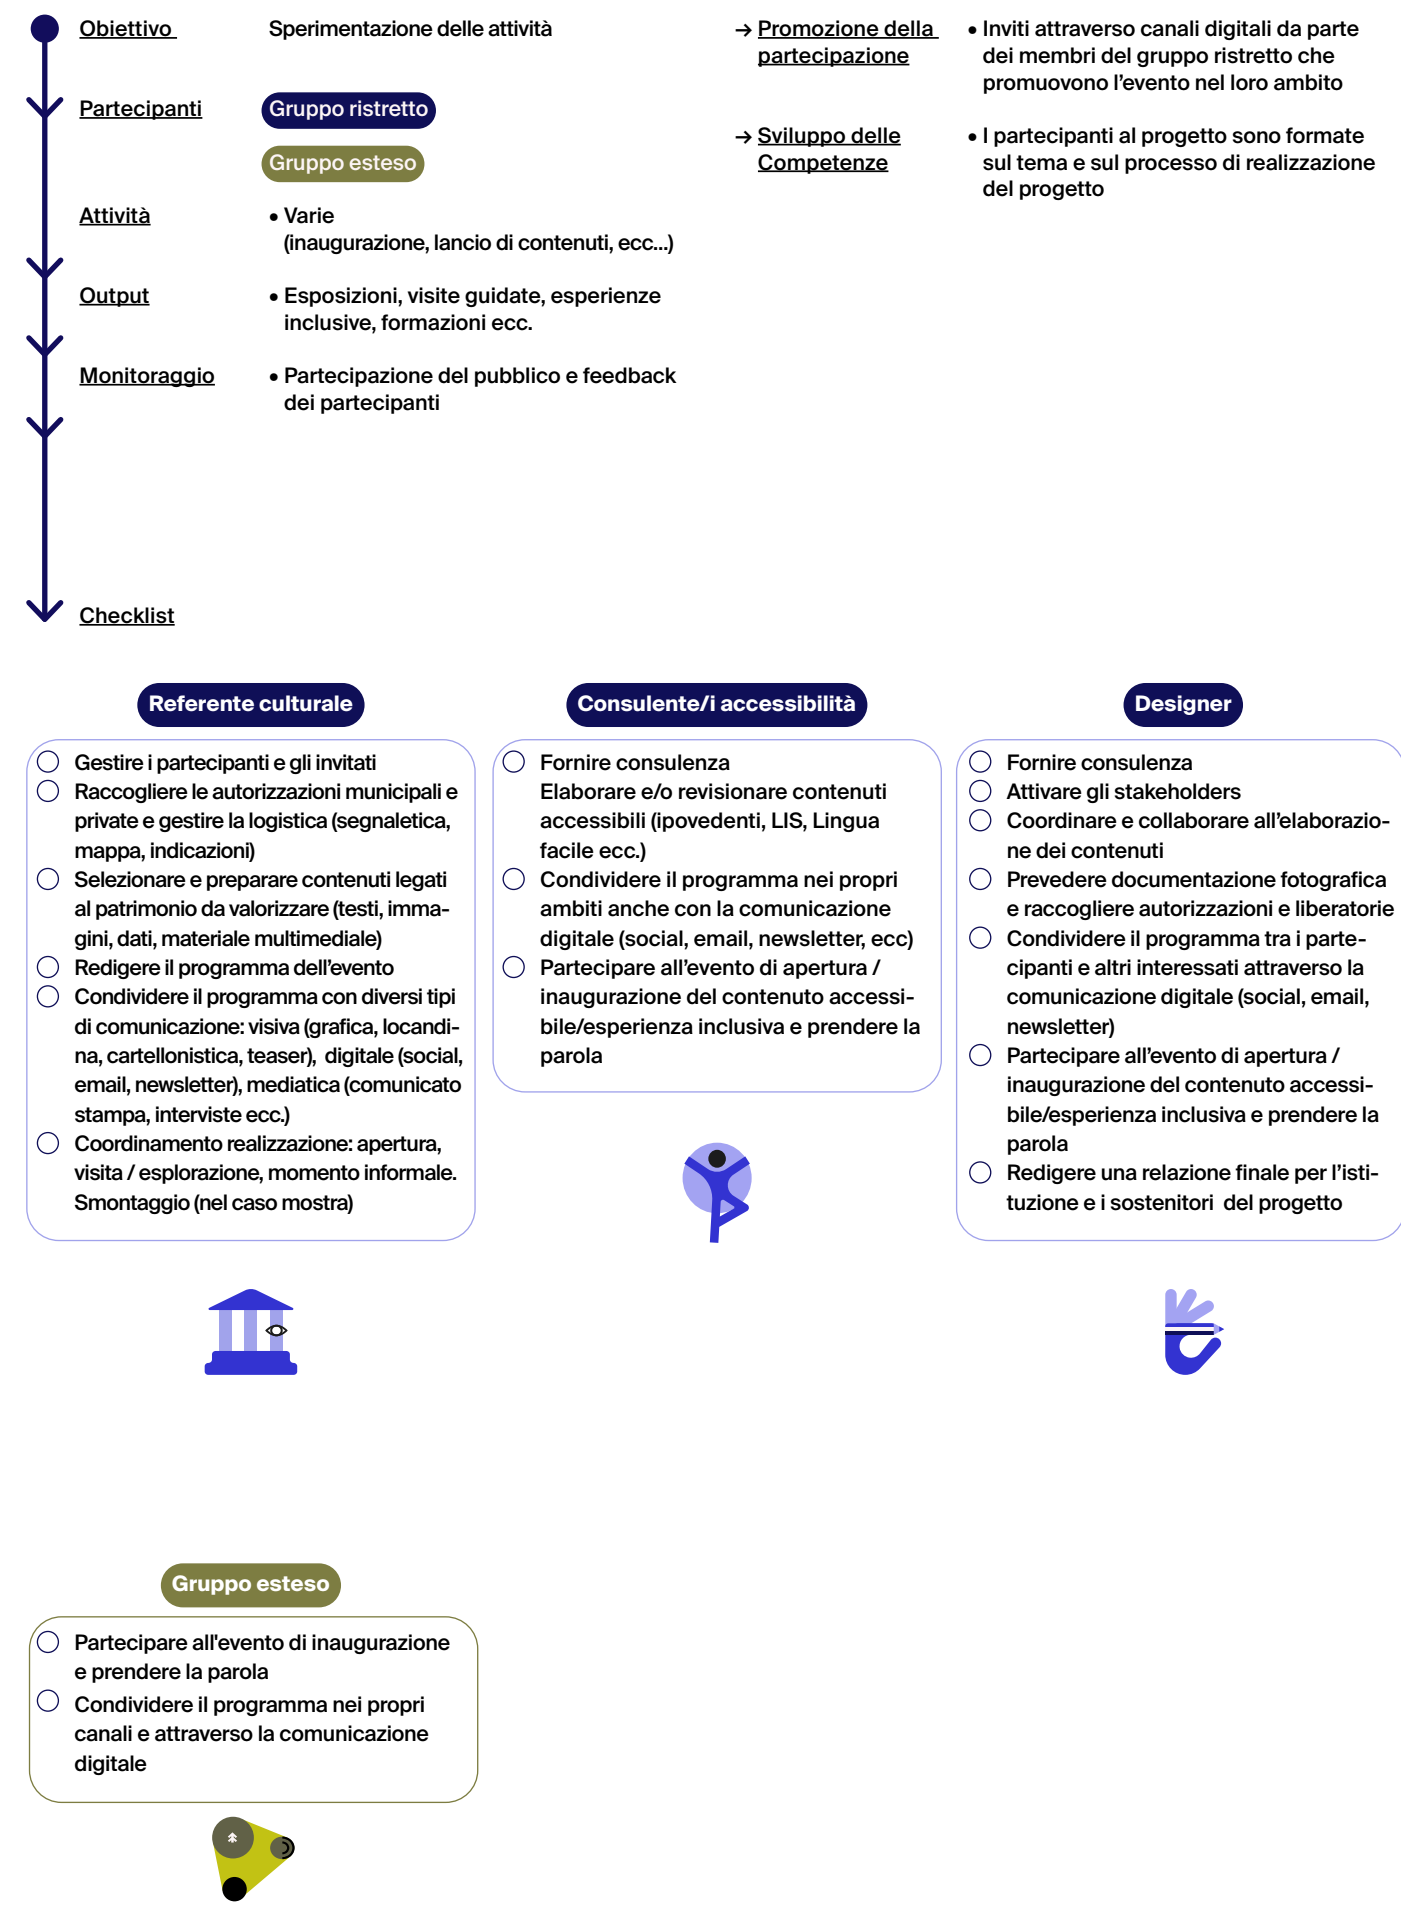 Obiettivo
Sperimentazione delle attività
Partecipanti
Gruppo ristretto
Gruppo esteso
Attività
• Varie
(inaugurazione, lancio di contenuti, ecc...)
Output
• Esposizioni, visite guidate, esperienze
inclusive, formazioni ecc.
Monitoraggio
• Partecipazione del pubblico e feedback
dei partecipanti
→ Promozione della
partecipazione
• Inviti attraverso canali digitali da parte
dei membri del gruppo ristretto che
promuovono l'evento nel loro ambito
→ Sviluppo delle
Competenze
• I partecipanti al progetto sono formate
sul tema e sul processo di realizzazione
del progetto
Checklist
Referente culturale
Gestire i partecipanti e gli invitati
Raccogliere le autorizzazioni municipali e
private e gestire la logistica (segnaletica,
mappa, indicazioni)
Selezionare e preparare contenuti legati
al patrimonio da valorizzare (testi, imma-
gini, dati, materiale multimediale)
Redigere il programma dell'evento
Condividere il programma con diversi tipi
di comunicazione: visiva (grafica, locandi-
na, cartellonistica, teaser), digitale (social,
email, newsletter), mediatica (comunicato
stampa, interviste ecc.)
Coordinamento realizzazione: apertura,
visita / esplorazione, momento informale.
Smontaggio (nel caso mostra)
Consulente/i accessibilità
Fornire consulenza
Elaborare e/o revisionare contenuti
accessibili (ipovedenti, LIS, Lingua
facile ecc.)
Condividere il programma nei propri
ambiti anche con la comunicazione
digitale (social, email, newsletter, ecc)
Partecipare all'evento di apertura /
inaugurazione del contenuto accessi-
bile/esperienza inclusiva e prendere la
parola
Designer
Fornire consulenza
Attivare gli stakeholders
Coordinare e collaborare all'elaborazio-
ne dei contenuti
Prevedere documentazione fotografica
e raccogliere autorizzazioni e liberatorie
Condividere il programma tra i parte-
cipanti e altri interessati attraverso la
comunicazione digitale (social, email,
newsletter)
Partecipare all'evento di apertura /
inaugurazione del contenuto accessi-
bile/esperienza inclusiva e prendere la
parola
Redigere una relazione finale per l'isti-
tuzione e i sostenitori del progetto
Gruppo esteso
Partecipare all'evento di inaugurazione
e prendere la parola
Condividere il programma nei propri
canali e attraverso la comunicazione
digitale